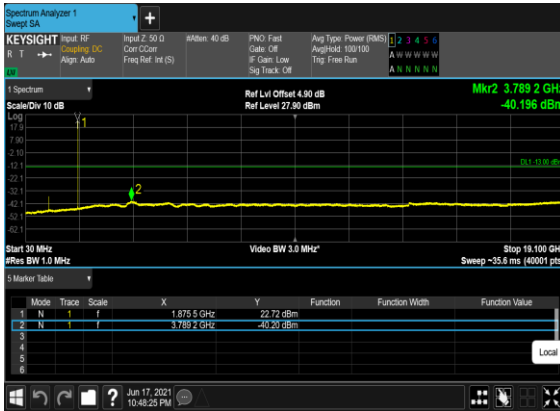 Spectrum Analyzer 1
Swept SA
+
KEYSIGHT Input: RF Input Z: 50 Ω #Atten: 40 dB PNO: Fast Avg Type: Power (RMS) 1 2 3 4 5 6
R T Coupling: DC Corr CCorr Gate: Off Avg|Hold: 100/100 A W W W W W
Align: Auto Freq Ref: Int (S) IF Gain: Low Trig: Free Run
Sig Track: Off A N N N N N
1 Spectrum
Scale/Div 10 dB
Ref Lvl Offset 4.90 dB
Ref Level 27.90 dBm
Mkr2 3.789 2 GHz
-40.196 dBm
Log
17.9
7.90
-2.10
-12.1
-22.1
-32.1
-42.1
-52.1
-62.1
1
2
DL1 -13.00 dBm
Start 30 MHz Video BW 3.0 MHz* Stop 19.100 GHz
#Res BW 1.0 MHz Sweep ~35.6 ms (40001 pts)
5 Marker Table
Mode Trace Scale X Y Function Function Width Function Value
1 N 1 f 1.875 5 GHz 22.72 dBm
2 N 1 f 3.789 2 GHz -40.20 dBm
3
4
5
6
Local
?
Jun 17, 2021
10:48:25 PM